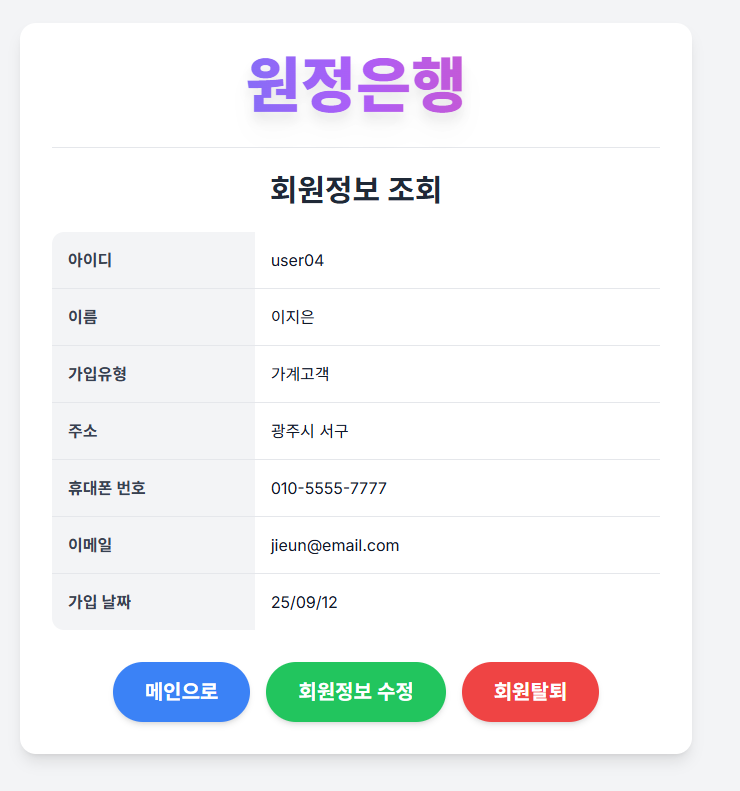 원정은행
회원정보 조회
아이디 user04
이름 이지은
가입유형 가계고객
주소 광주시 서구
휴대폰 번호 010-5555-7777
이메일 jieun@email.com
가입 날짜 25/09/12
메인으로 회원정보 수정 회원탈퇴